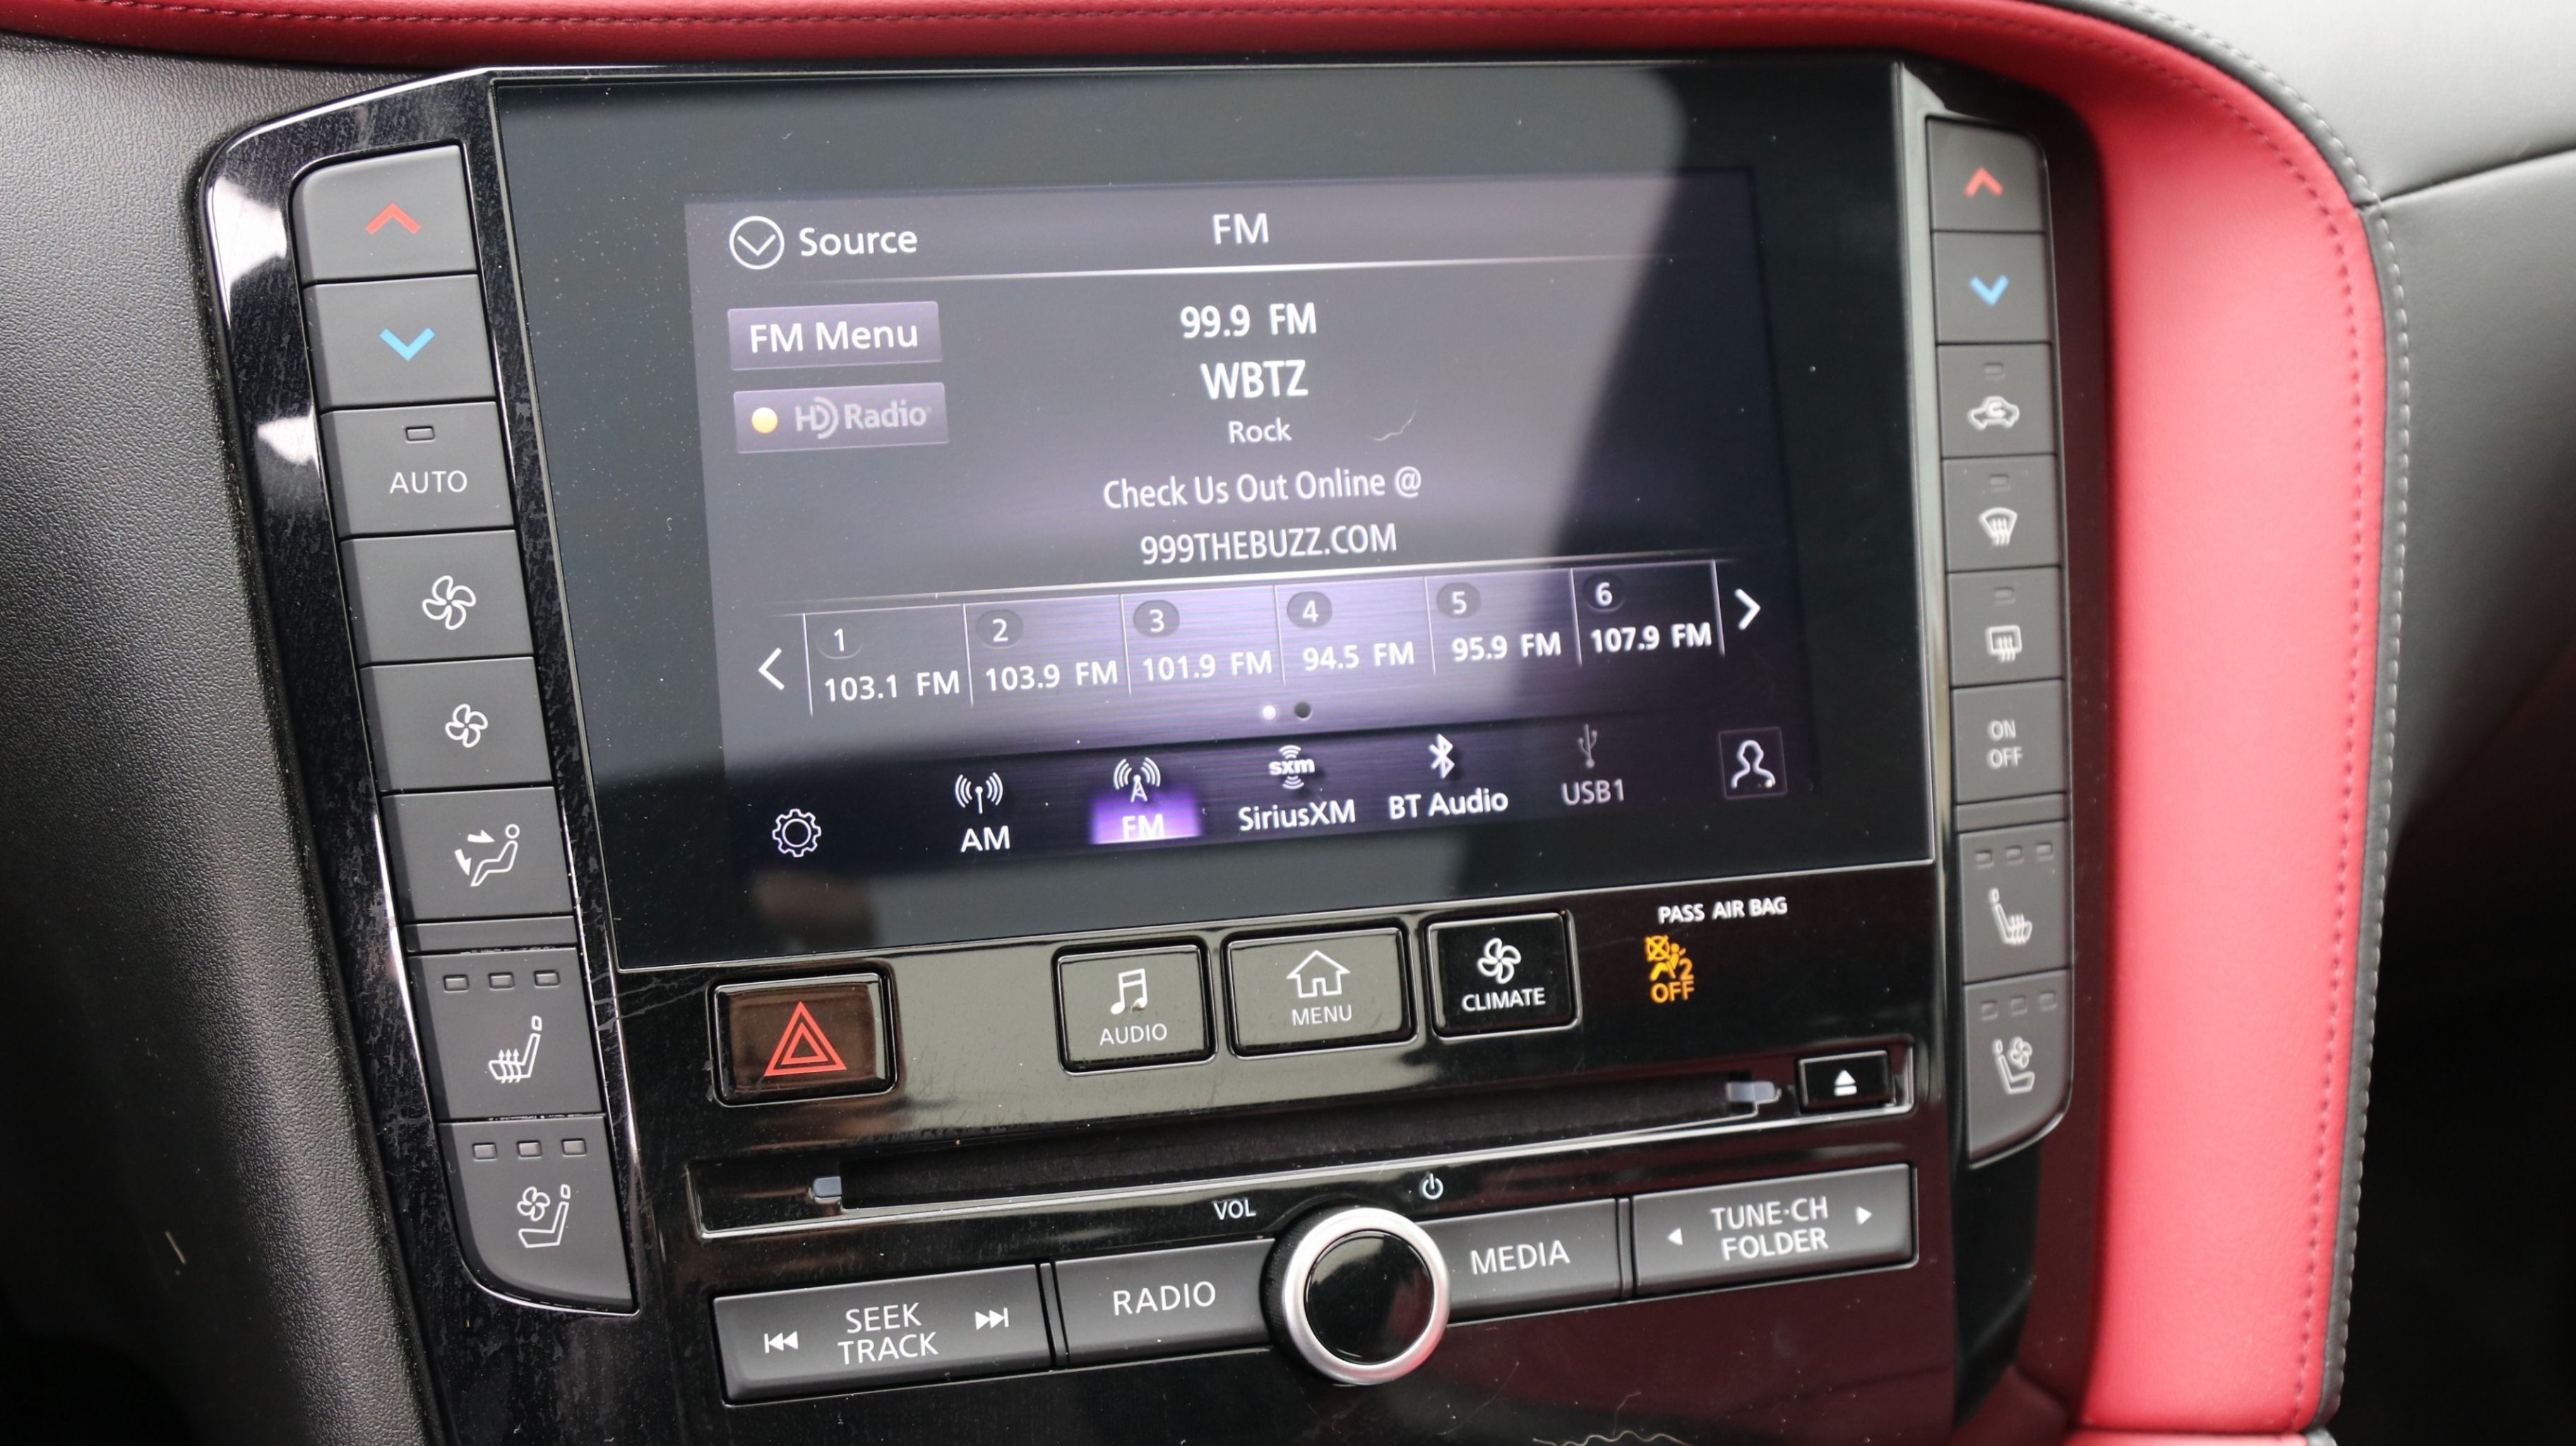 Source
FM
FM Menu
HD Radio
99.9 FM
WBTZ
Rock
Check Us Out Online @
999THEBUZZ.COM
1
103.1 FM
2
103.9 FM
3
101.9 FM
4
94.5 FM
5
95.9 FM
6
107.9 FM
AM
FM
sxm
SiriusXM
BT Audio
USB1
AUTO
ON
OFF
PASS AIR BAG
2
OFF
AUDIO
MENU
CLIMATE
VOL
SEEK
TRACK
RADIO
MEDIA
TUNE·CH
FOLDER